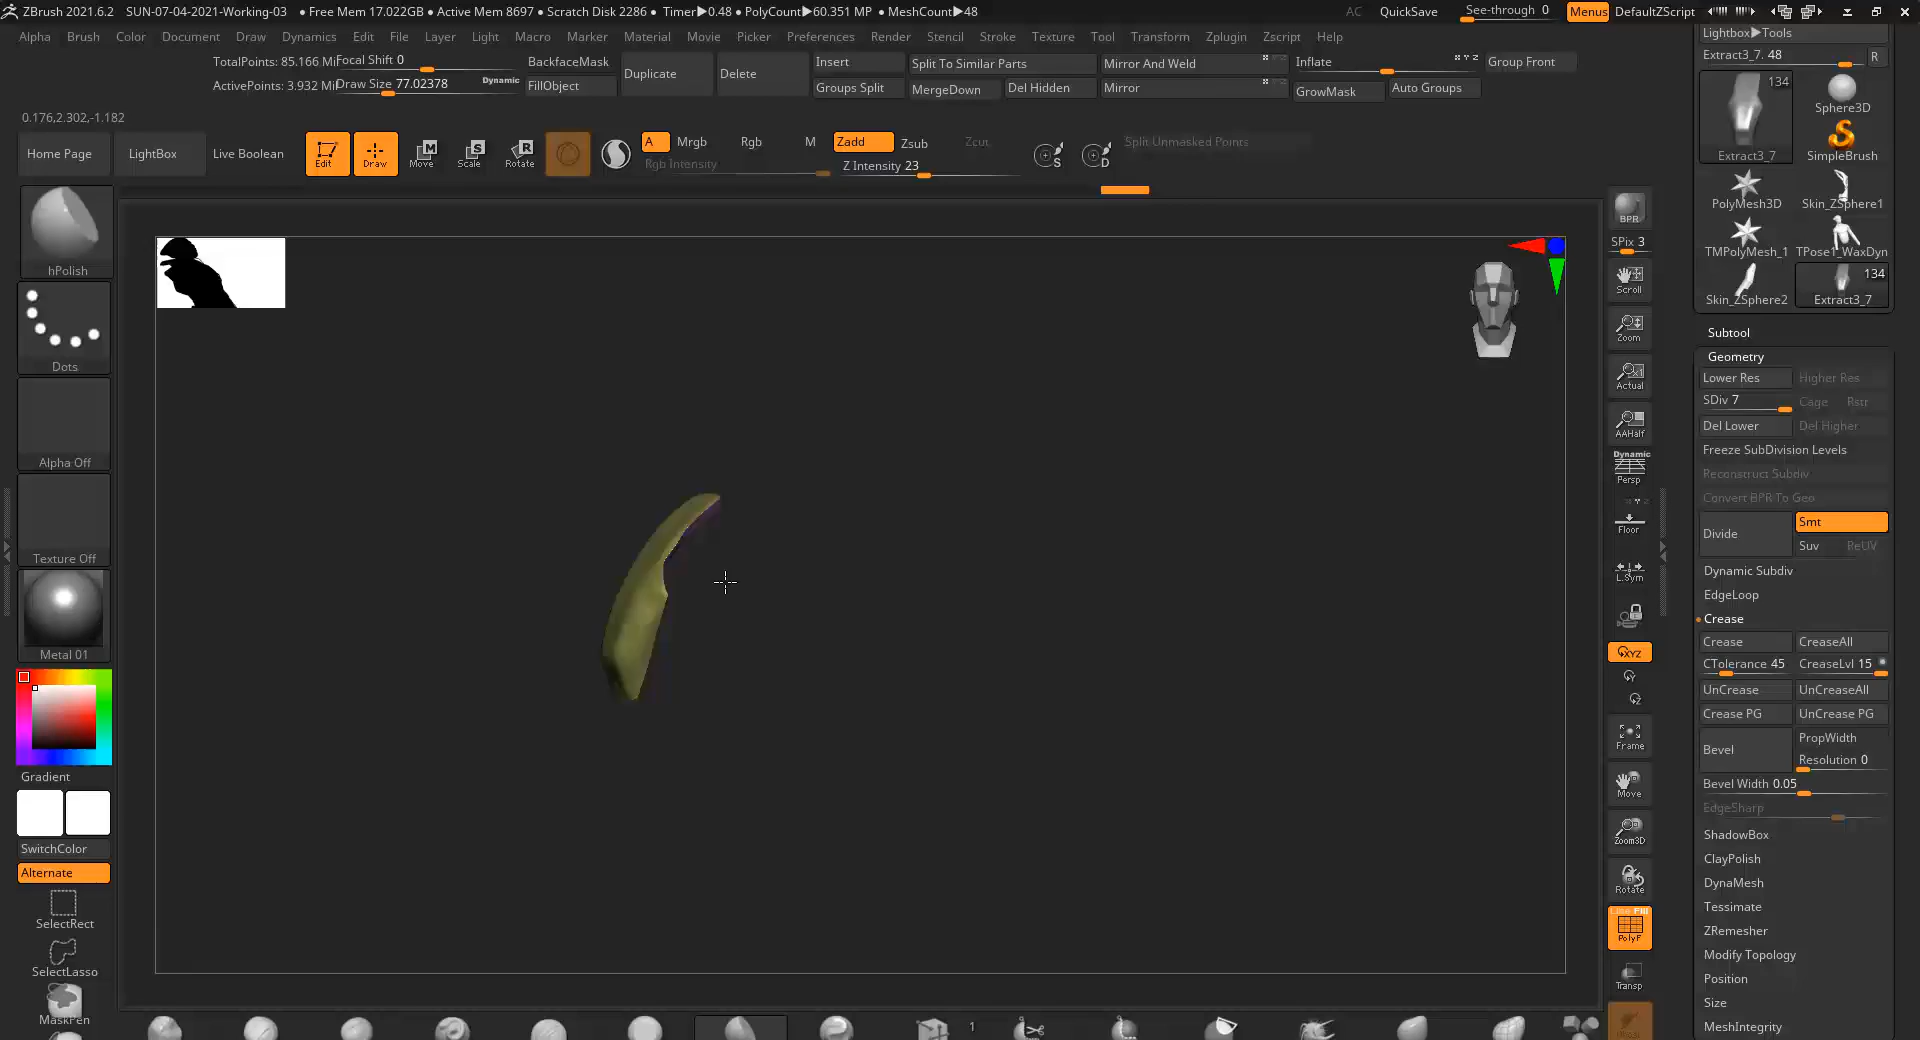 ZBrush 2021.6.2 SUN-07-04-2021-Working-03 • Free Mem 17.022GB • Active Mem 8697 • Scratch Disk 2286 • Timer▶0.48 • PolyCount▶60.351 MP • MeshCount▶48 AC QuickSave See-through 0 Menus DefaultZScript
Alpha Brush Color Document Draw Dynamics Edit File Layer Light Macro Marker Material Movie Picker Preferences Render Stencil Stroke Texture Tool Transform Zplugin Zscript Help
Lightbox▶Tools
Extract3_7. 48 R
TotalPoints: 85.166 Mi Focal Shift 0 BackfaceMask Duplicate Delete Insert Split To Similar Parts Mirror And Weld Inflate Group Front
ActivePoints: 3.932 Mil Draw Size 77.02378 Dynamic FillObject Groups Split MergeDown Del Hidden Mirror GrowMask Auto Groups
0.176,2.302,-1.182
Home Page LightBox Live Boolean Edit Draw Move Scale Rotate A Mrgb Rgb M Zadd Zsub Zcut Split Unmasked Points
Rgb Intensity Z Intensity 23 S D
134 Sphere3D
Extract3_7 SimpleBrush
PolyMesh3D Skin_ZSphere1
TMPolyMesh_1 TPose1_WaxDyn
134
Skin_ZSphere2 Extract3_7
hPolish
Dots
Alpha Off
Texture Off
Metal 01
Gradient
SwitchColor
Alternate
SelectRect
SelectLasso
MaskPen
BPR
SPix 3
Scroll
Zoom
Actual
AAHalf
Dynamic
Persp
Floor
L.Sym
XYZ
Y
Z
Frame
Move
Zoom3D
Rotate
Line Fill
PolyF
Transp
Subtool
Geometry
Lower Res Higher Res
SDiv 7 Cage Rstr
Del Lower Del Higher
Freeze SubDivision Levels
Reconstruct Subdiv
Convert BPR To Geo
Divide Smt
Suv ReUV
Dynamic Subdiv
EdgeLoop
Crease
Crease CreaseAll
CTolerance 45 CreaseLvl 15
UnCrease UnCreaseAll
Crease PG UnCrease PG
Bevel PropWidth
Resolution 0
Bevel Width 0.05
EdgeSharp
ShadowBox
ClayPolish
DynaMesh
Tessimate
ZRemesher
Modify Topology
Position
Size
MeshIntegrity
1